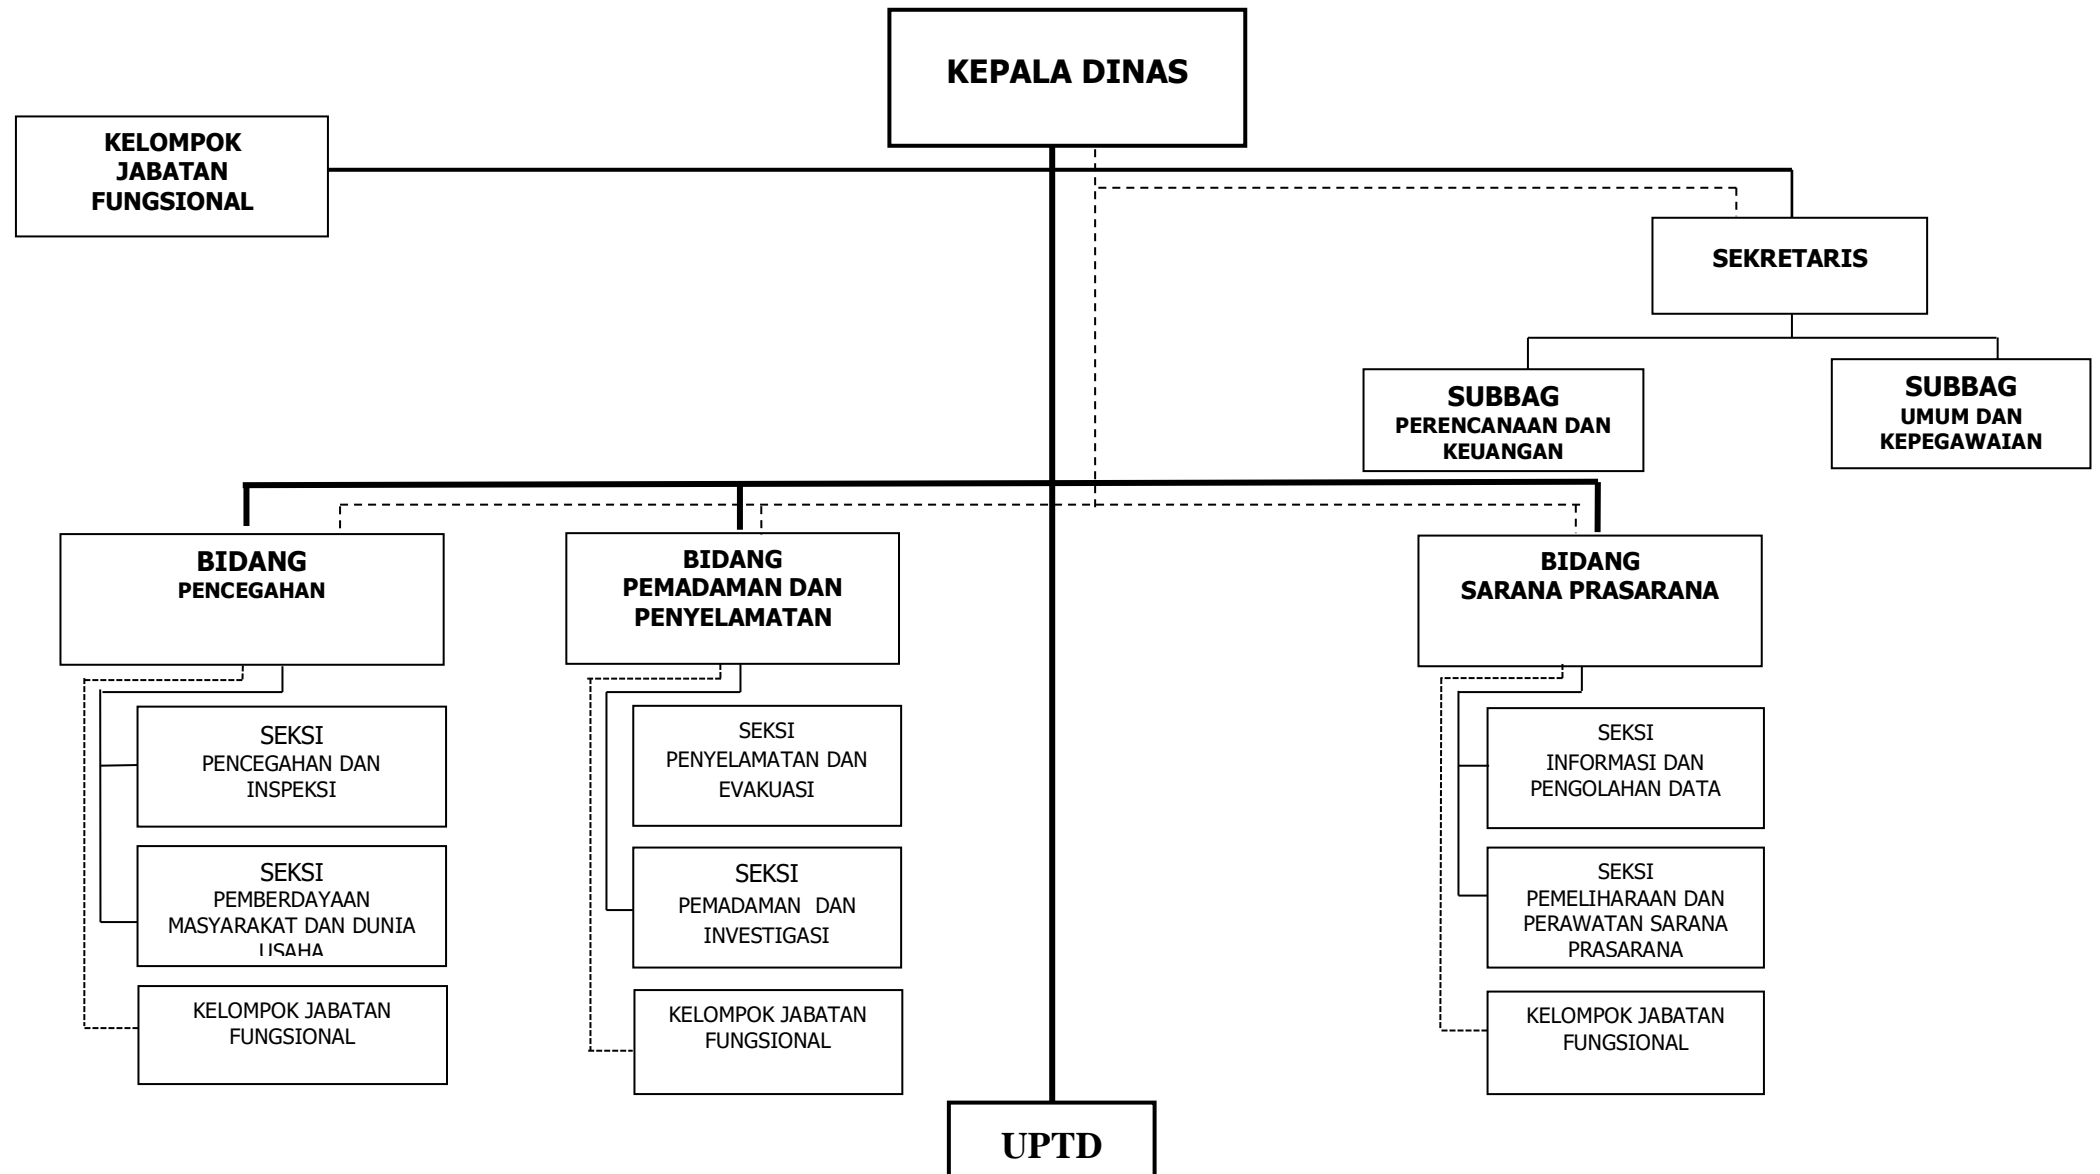 KEPALA DINAS
KELOMPOK
JABATAN
FUNGSIONAL
SEKRETARIS
SUBBAG
PERENCANAAN DAN
KEUANGAN
SUBBAG
UMUM DAN
KEPEGAWAIAN
BIDANG
PENCEGAHAN
BIDANG
PEMADAMAN DAN
PENYELAMATAN
BIDANG
SARANA PRASARANA
SEKSI
PENCEGAHAN DAN
INSPEKSI
SEKSI
PEMBERDAYAAN
MASYARAKAT DAN DUNIA
USAHA
KELOMPOK JABATAN
FUNGSIONAL
SEKSI
PENYELAMATAN DAN
EVAKUASI
SEKSI
PEMADAMAN DAN
INVESTIGASI
KELOMPOK JABATAN
FUNGSIONAL
SEKSI
INFORMASI DAN
PENGOLAHAN DATA
SEKSI
PEMELIHARAAN DAN
PERAWATAN SARANA
PRASARANA
KELOMPOK JABATAN
FUNGSIONAL
UPTD